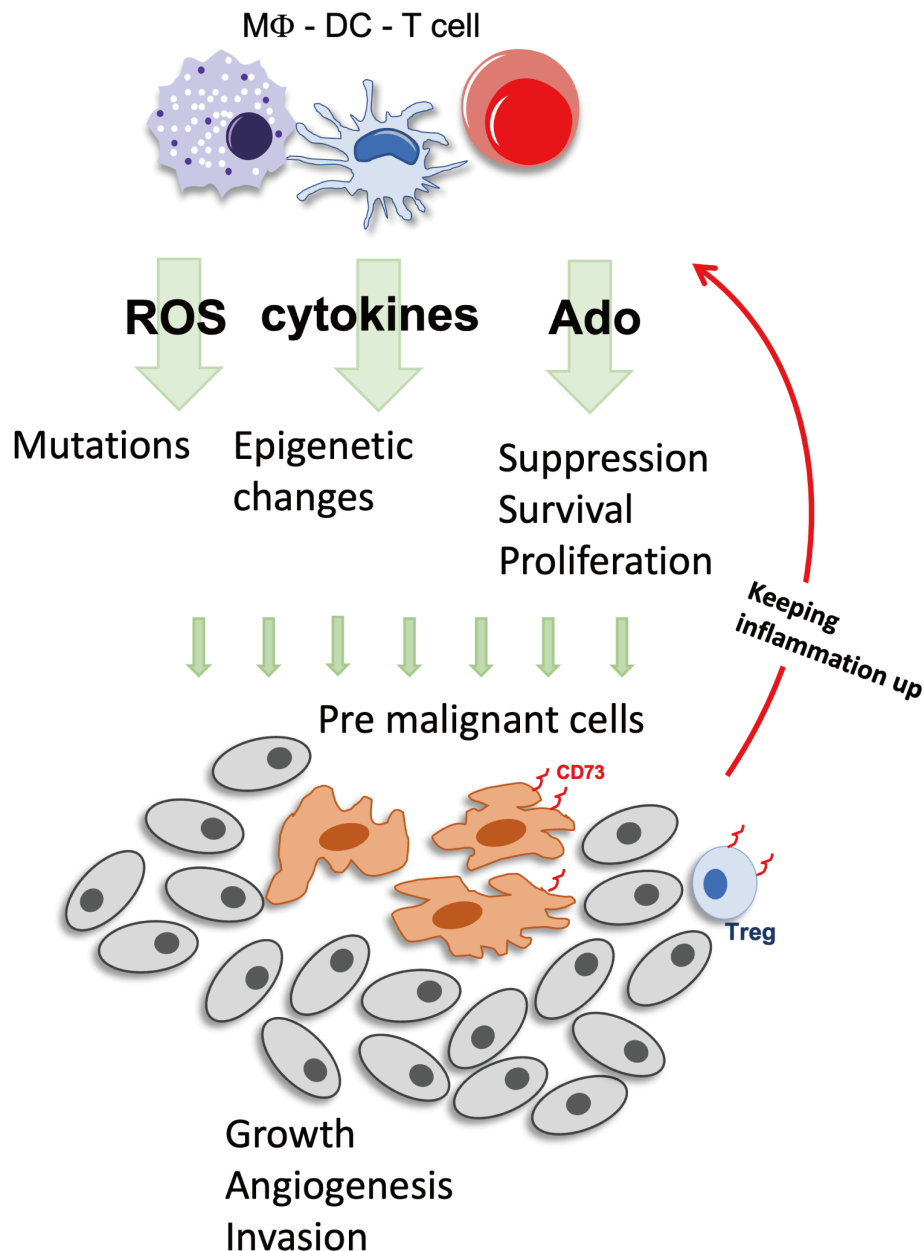 MΦ - DC - T cell
ROS cytokines Ado
Mutations
Epigenetic
changes
Suppression
Survival
Proliferation
Keeping
inflammation up
Pre malignant cells
CD73
Treg
Growth
Angiogenesis
Invasion